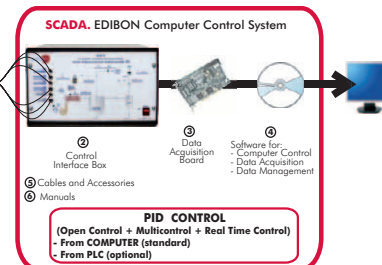 SCADA. EDIBON Computer Control System
2
Control
Interface Box
3
Data
Acquisition
Board
4
Software for:
- Computer Control
- Data Acquisition
- Data Management
5 Cables and Accessories
6 Manuals
PID CONTROL
(Open Control + Multicontrol + Real Time Control)
- From COMPUTER (standard)
- From PLC (optional)